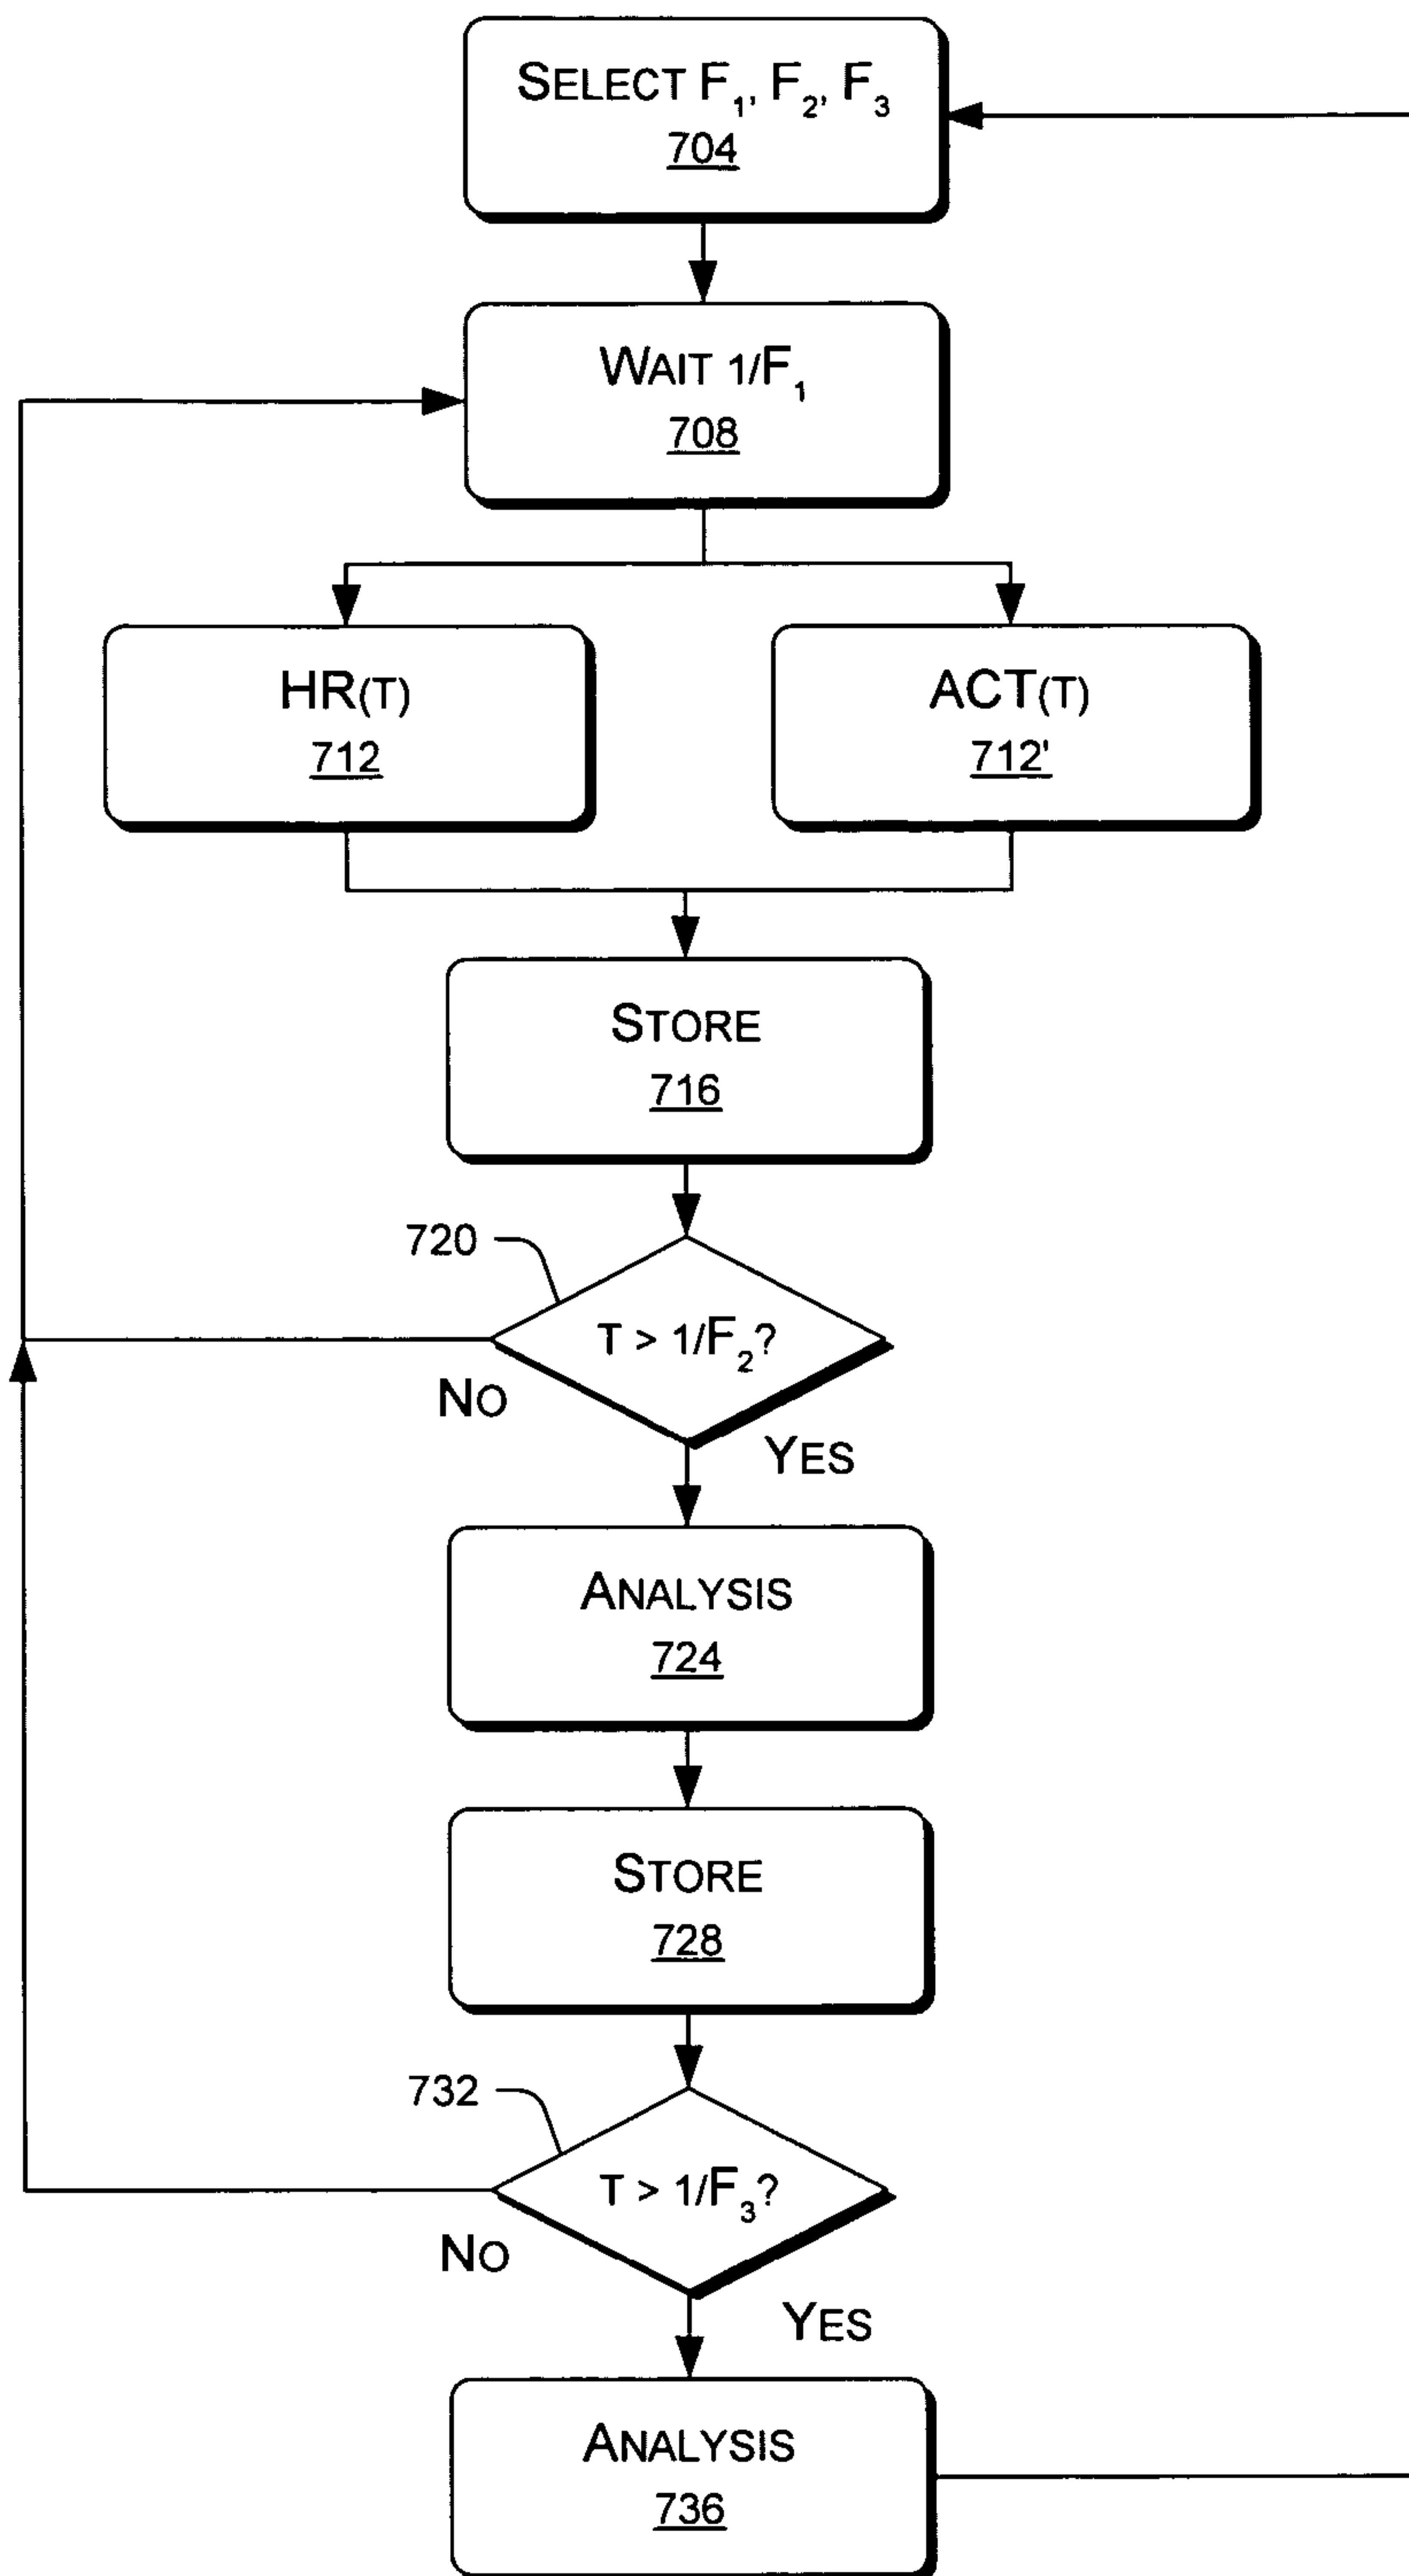 SELECT F₁, F₂, F₃
704
WAIT 1/F₁
708
HR(T)
712
ACT(T)
712'
STORE
716
720
T > 1/F₂?
NO
YES
ANALYSIS
724
STORE
728
732
T > 1/F₃?
NO
YES
ANALYSIS
736